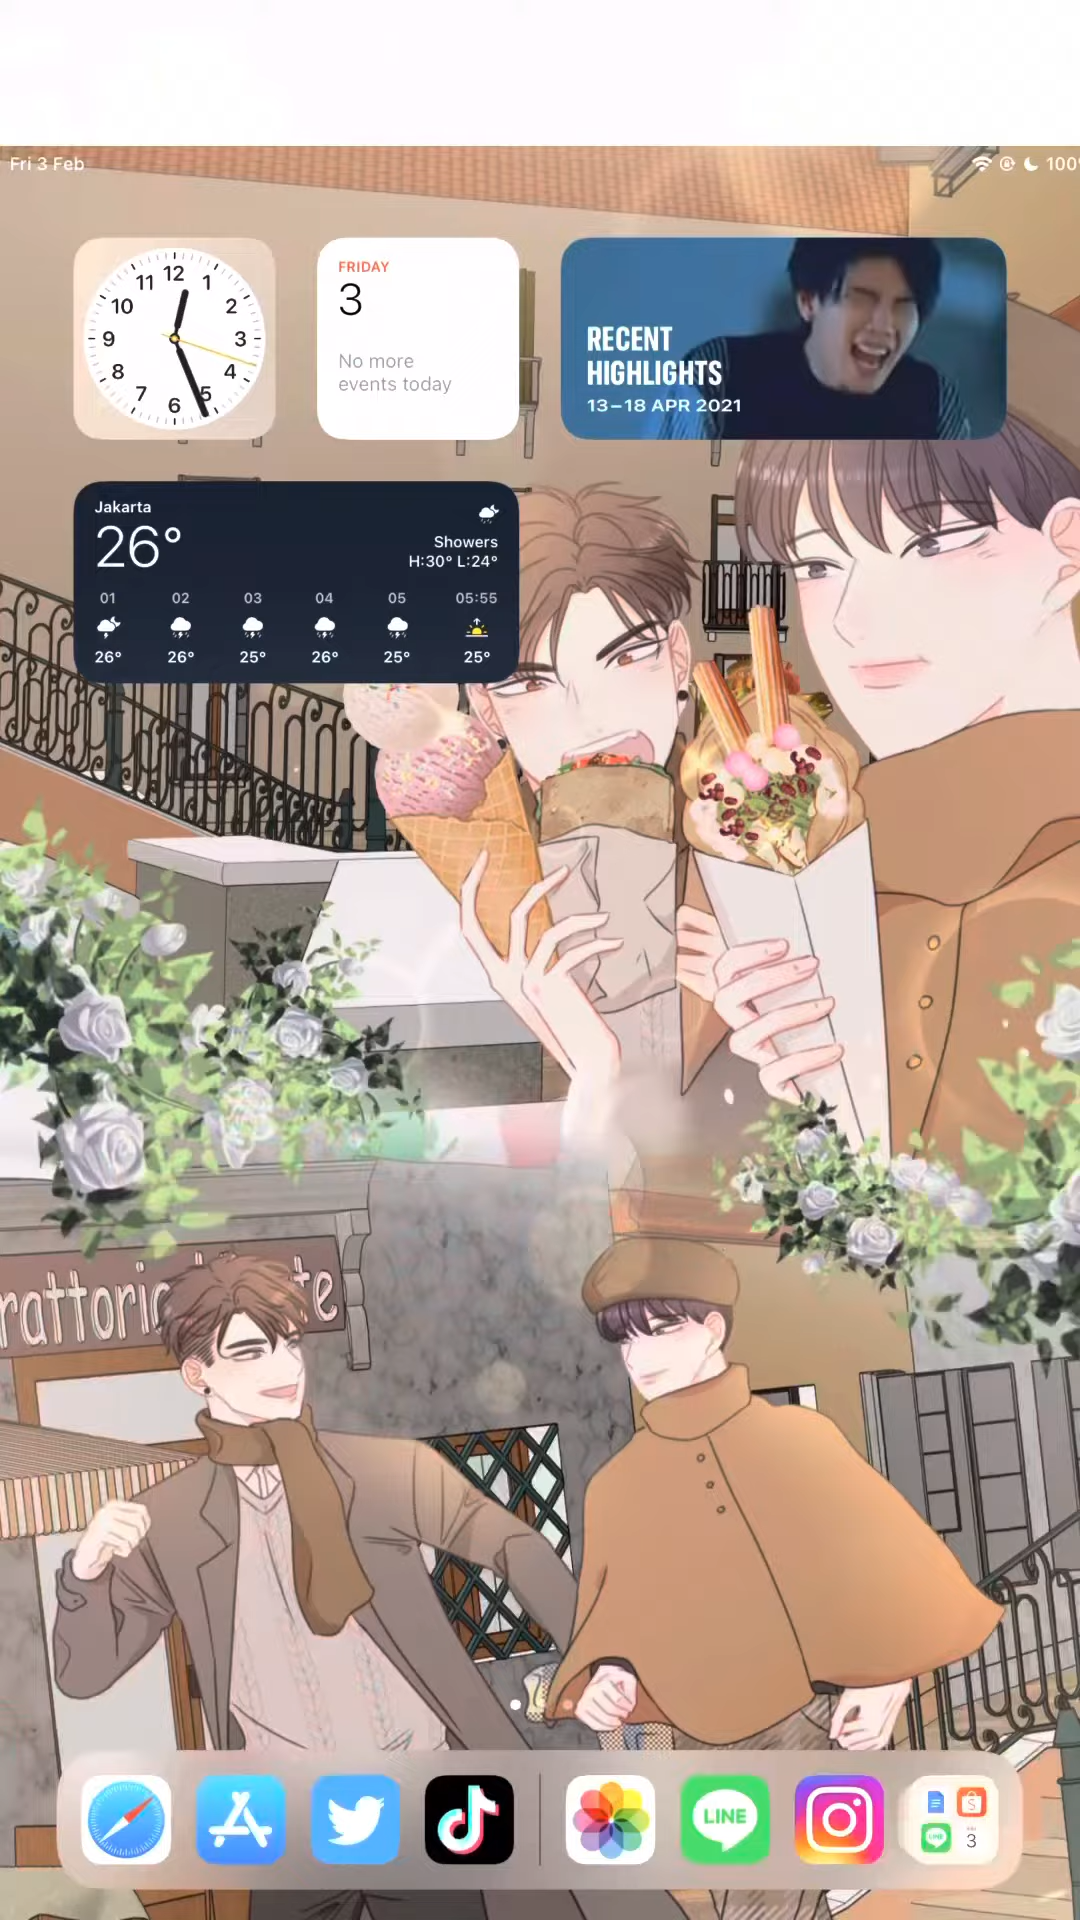 Fri 3 Feb
100%
12
11
1
10
2
9
3
8
4
7
5
6
FRIDAY
3
No more
events today
RECENT
HIGHLIGHTS
13–18 APR 2021
Jakarta
26°
Showers
H:30° L:24°
01 02 03 04 05 05:55
26° 26° 25° 26° 25° 25°
rattoria te
LINE
LINE
3